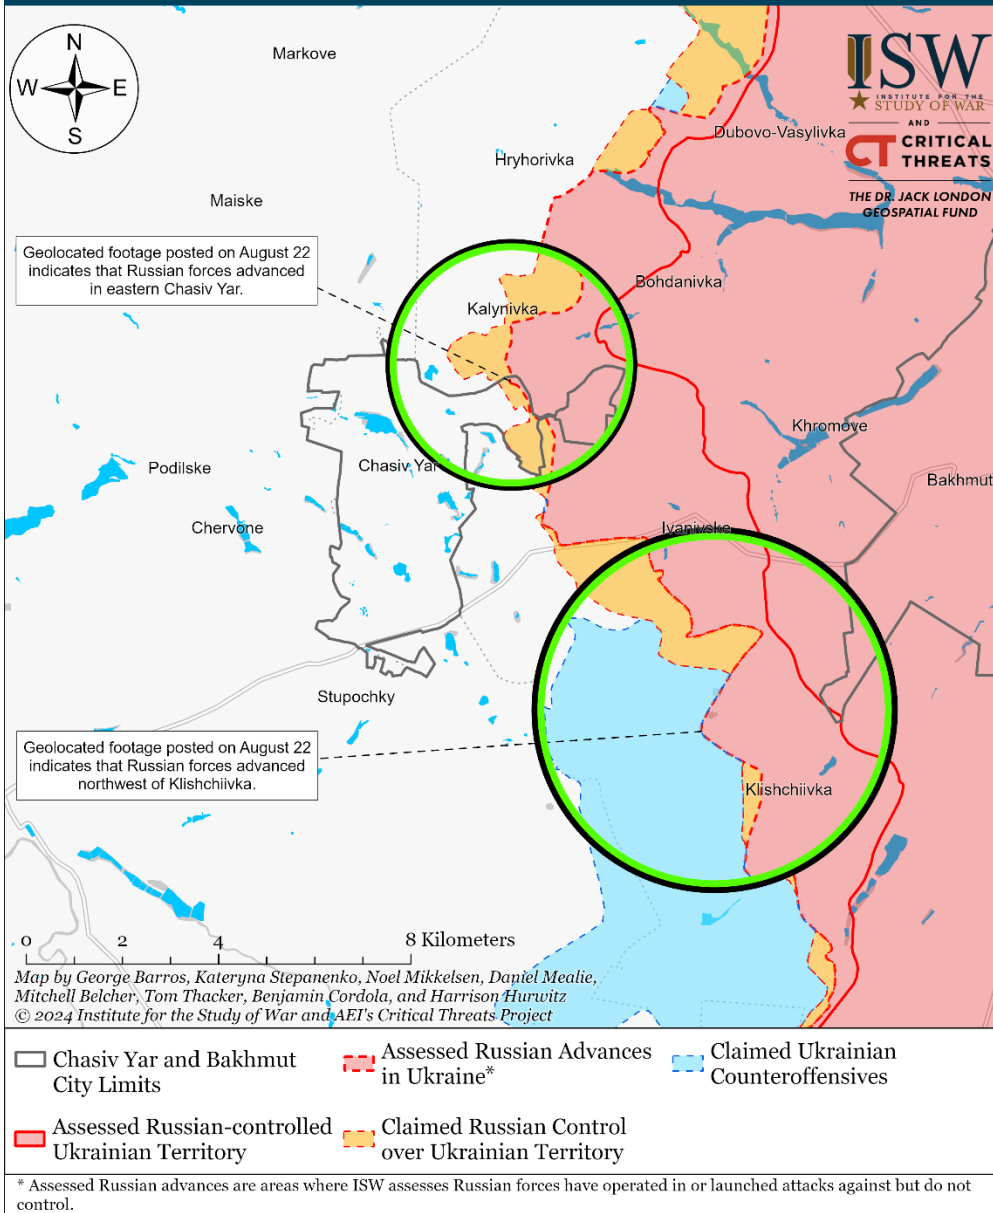 N
W
E
S
Markove
ISW
INSTITUTE FOR THE
STUDY OF WAR
AND
CT CRITICAL
THREATS
THE DR. JACK LONDON
GEOSPATIAL FUND
Dubovo-Vasylivka
Hryhorivka
Maiske
Geolocated footage posted on August 22
indicates that Russian forces advanced
in eastern Chasiv Yar.
Bohdanivka
Kalynivka
Khromove
Podilske
Chasiv Yar
Bakhmut
Chervone
Ivanivske
Stupochky
Geolocated footage posted on August 22
indicates that Russian forces advanced
northwest of Klishchiivka.
Klishchiivka
0 2 4 8 Kilometers
Map by George Barros, Kateryna Stepanenko, Noel Mikkelsen, Daniel Mealie,
Mitchell Belcher, Tom Thacker, Benjamin Cordola, and Harrison Hurwitz
© 2024 Institute for the Study of War and AEI's Critical Threats Project
Chasiv Yar and Bakhmut
City Limits
Assessed Russian Advances
in Ukraine*
Claimed Ukrainian
Counteroffensives
Assessed Russian-controlled
Ukrainian Territory
Claimed Russian Control
over Ukrainian Territory
* Assessed Russian advances are areas where ISW assesses Russian forces have operated in or launched attacks against but do not
control.